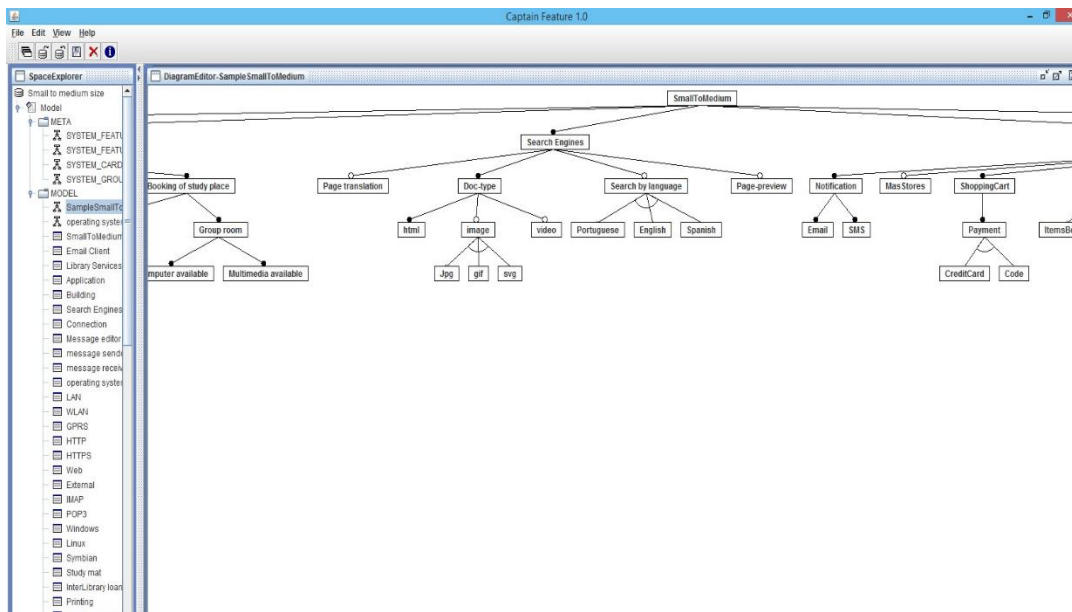 Captain Feature 1.0
File Edit View Help
SpaceExplorer
Small to medium size
Model
META
SYSTEM_FEATU
SYSTEM_FEATU
SYSTEM_CARD
SYSTEM_GROU
MODEL
SampleSmallTo
operating system
SmallToMedium
Email Client
Library Services
Application
Building
Search Engines
Connection
Message editor
message send
message receiv
operating system
LAN
WLAN
GPRS
HTTP
HTTPS
Web
External
IMAP
POP3
Windows
Linux
Symbian
Study mat
InterLibrary loan
Printing
DiagramEditor-SampleSmallToMedium
SmallToMedium
Search Engines
Booking of study place Page translation Doc-type Search by language Page-preview Notification MasStores ShoppingCart
Group room html image video Portuguese English Spanish Email SMS Payment ItemsB
mputer available Multimedia available Jpg gif svg CreditCard Code